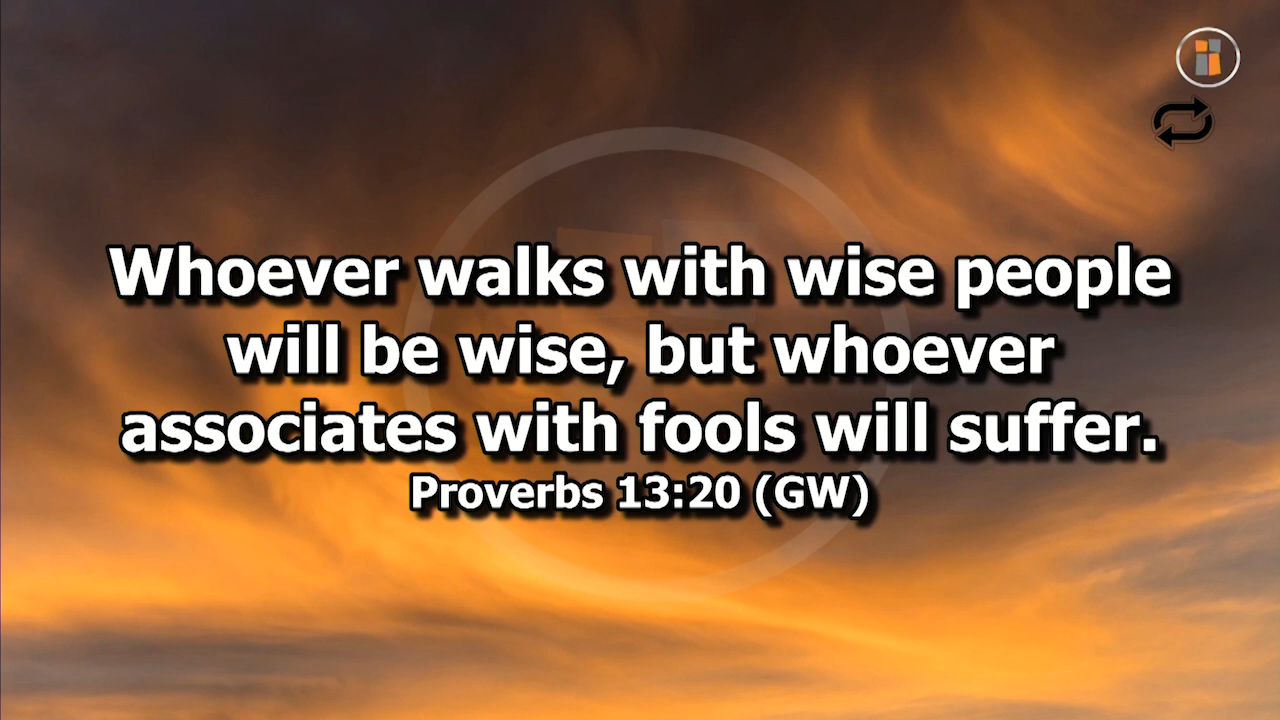 Whoever walks with wise people
will be wise, but whoever
associates with fools will suffer.
Proverbs 13:20 (GW)